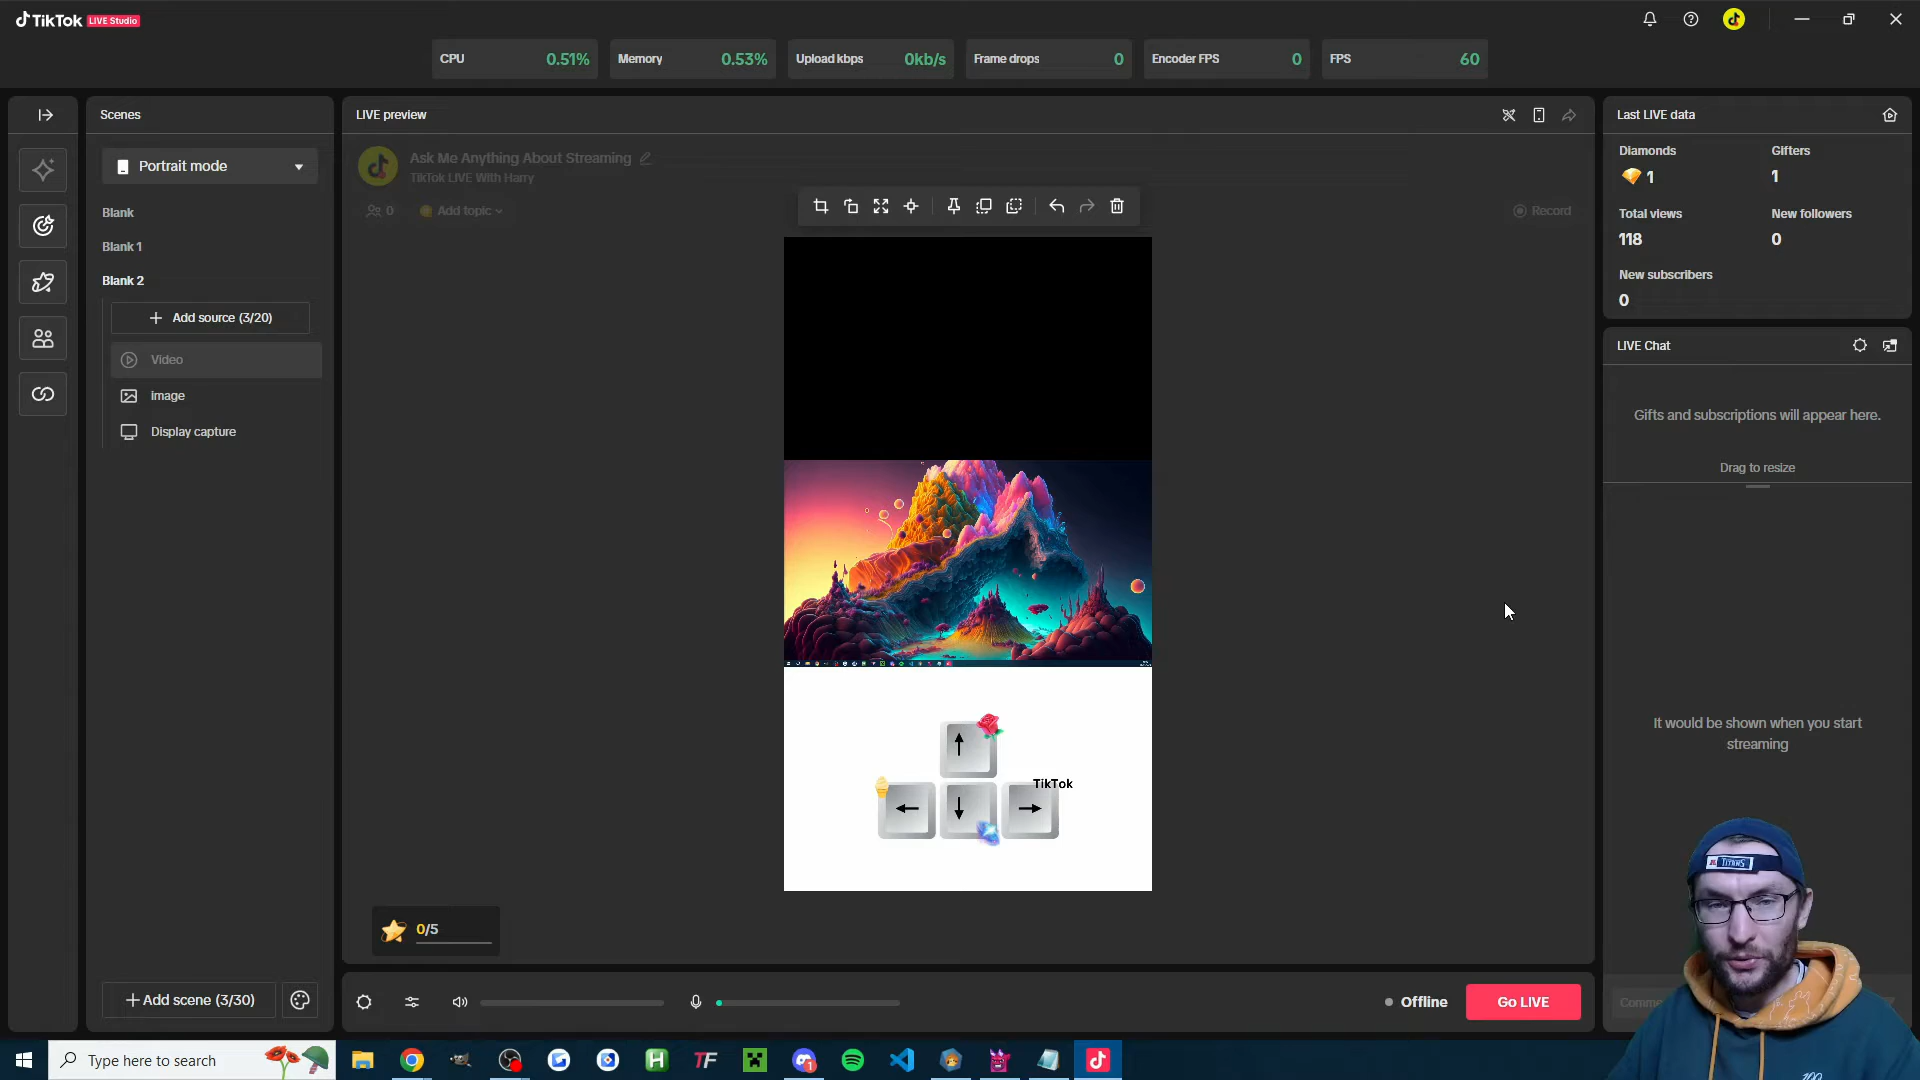 TikTok LIVE Studio
CPU 0.51%
Memory 0.53%
Upload kbps 0kb/s
Frame drops 0
Encoder FPS 0
FPS 60
Scenes
Portrait mode
Blank
Blank 1
Blank 2
Add source (3/20)
Video
image
Display capture
Add scene (3/30)
LIVE preview
Ask Me Anything About Streaming
TikTok LIVE With Harry
0
Add topic
Record
TikTok
0/5
Offline
Go LIVE
Last LIVE data
Diamonds
Gifters
1
1
Total views
New followers
118
0
New subscribers
0
LIVE Chat
Gifts and subscriptions will appear here.
Drag to resize
It would be shown when you start
streaming
TITANS
Type here to search
H
TF
1